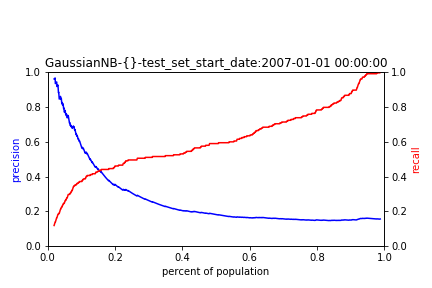 GaussianNB-{}-test_set_start_date:2007-01-01 00:00:00
1.0
0.8
0.6
0.4
0.2
0.0
precision
1.0
0.8
0.6
0.4
0.2
0.0
recall
0.0 0.2 0.4 0.6 0.8 1.0
percent of population